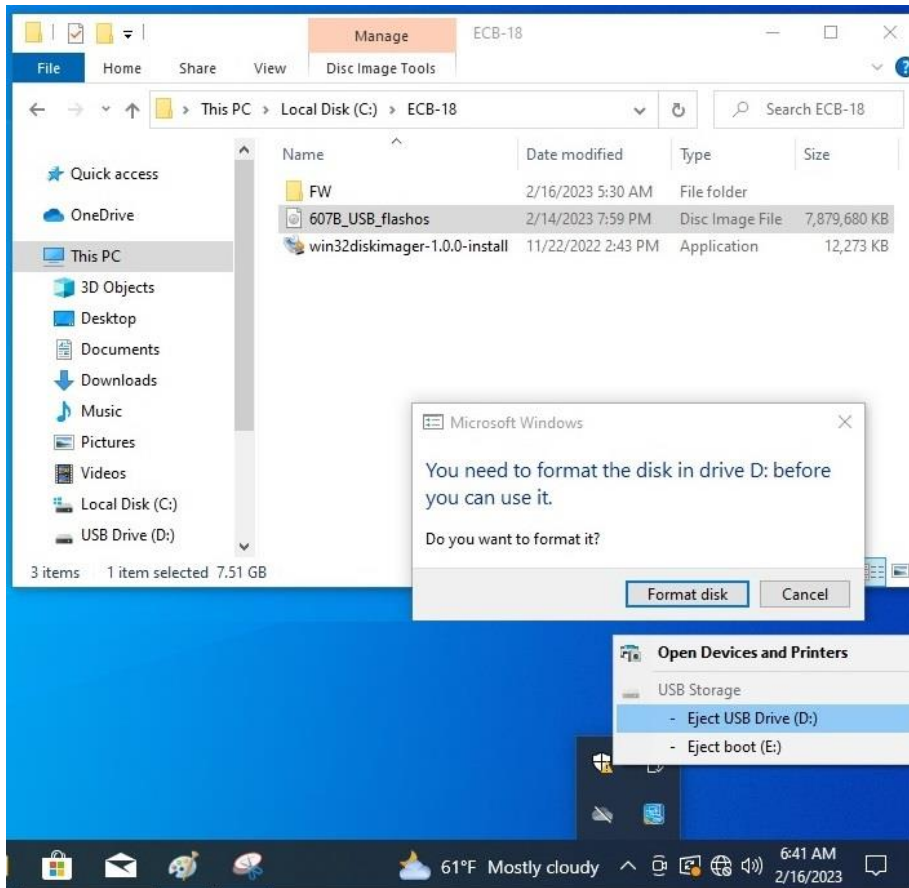 Manage
ECB-18
File Home Share View Disc Image Tools
This PC Local Disk (C:) ECB-18
Search ECB-18
Name Date modified Type Size
FW 2/16/2023 5:30 AM File folder
607B_USB_flashos 2/14/2023 7:59 PM Disc Image File 7,879,680 KB
win32diskimager-1.0.0-install 11/22/2022 2:43 PM Application 12,273 KB
Quick access
OneDrive
This PC
3D Objects
Desktop
Documents
Downloads
Music
Pictures
Videos
Local Disk (C:)
USB Drive (D:)
3 items 1 item selected 7.51 GB
Microsoft Windows
You need to format the disk in drive D: before
you can use it.
Do you want to format it?
Format disk Cancel
Open Devices and Printers
USB Storage
- Eject USB Drive (D:)
- Eject boot (E:)
61°F Mostly cloudy
6:41 AM
2/16/2023